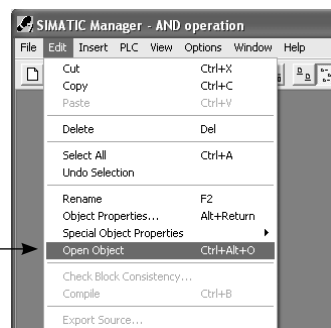 SIMATIC Manager - AND operation
File Edit Insert PLC View Options Window Help
Cut Ctrl+X
Copy Ctrl+C
Paste Ctrl+V
Delete Del
Select All Ctrl+A
Undo Selection
Rename F2
Object Properties... Alt+Return
Special Object Properties
Open Object Ctrl+Alt+O
Check Block Consistency...
Compile Ctrl+B
Export Source...